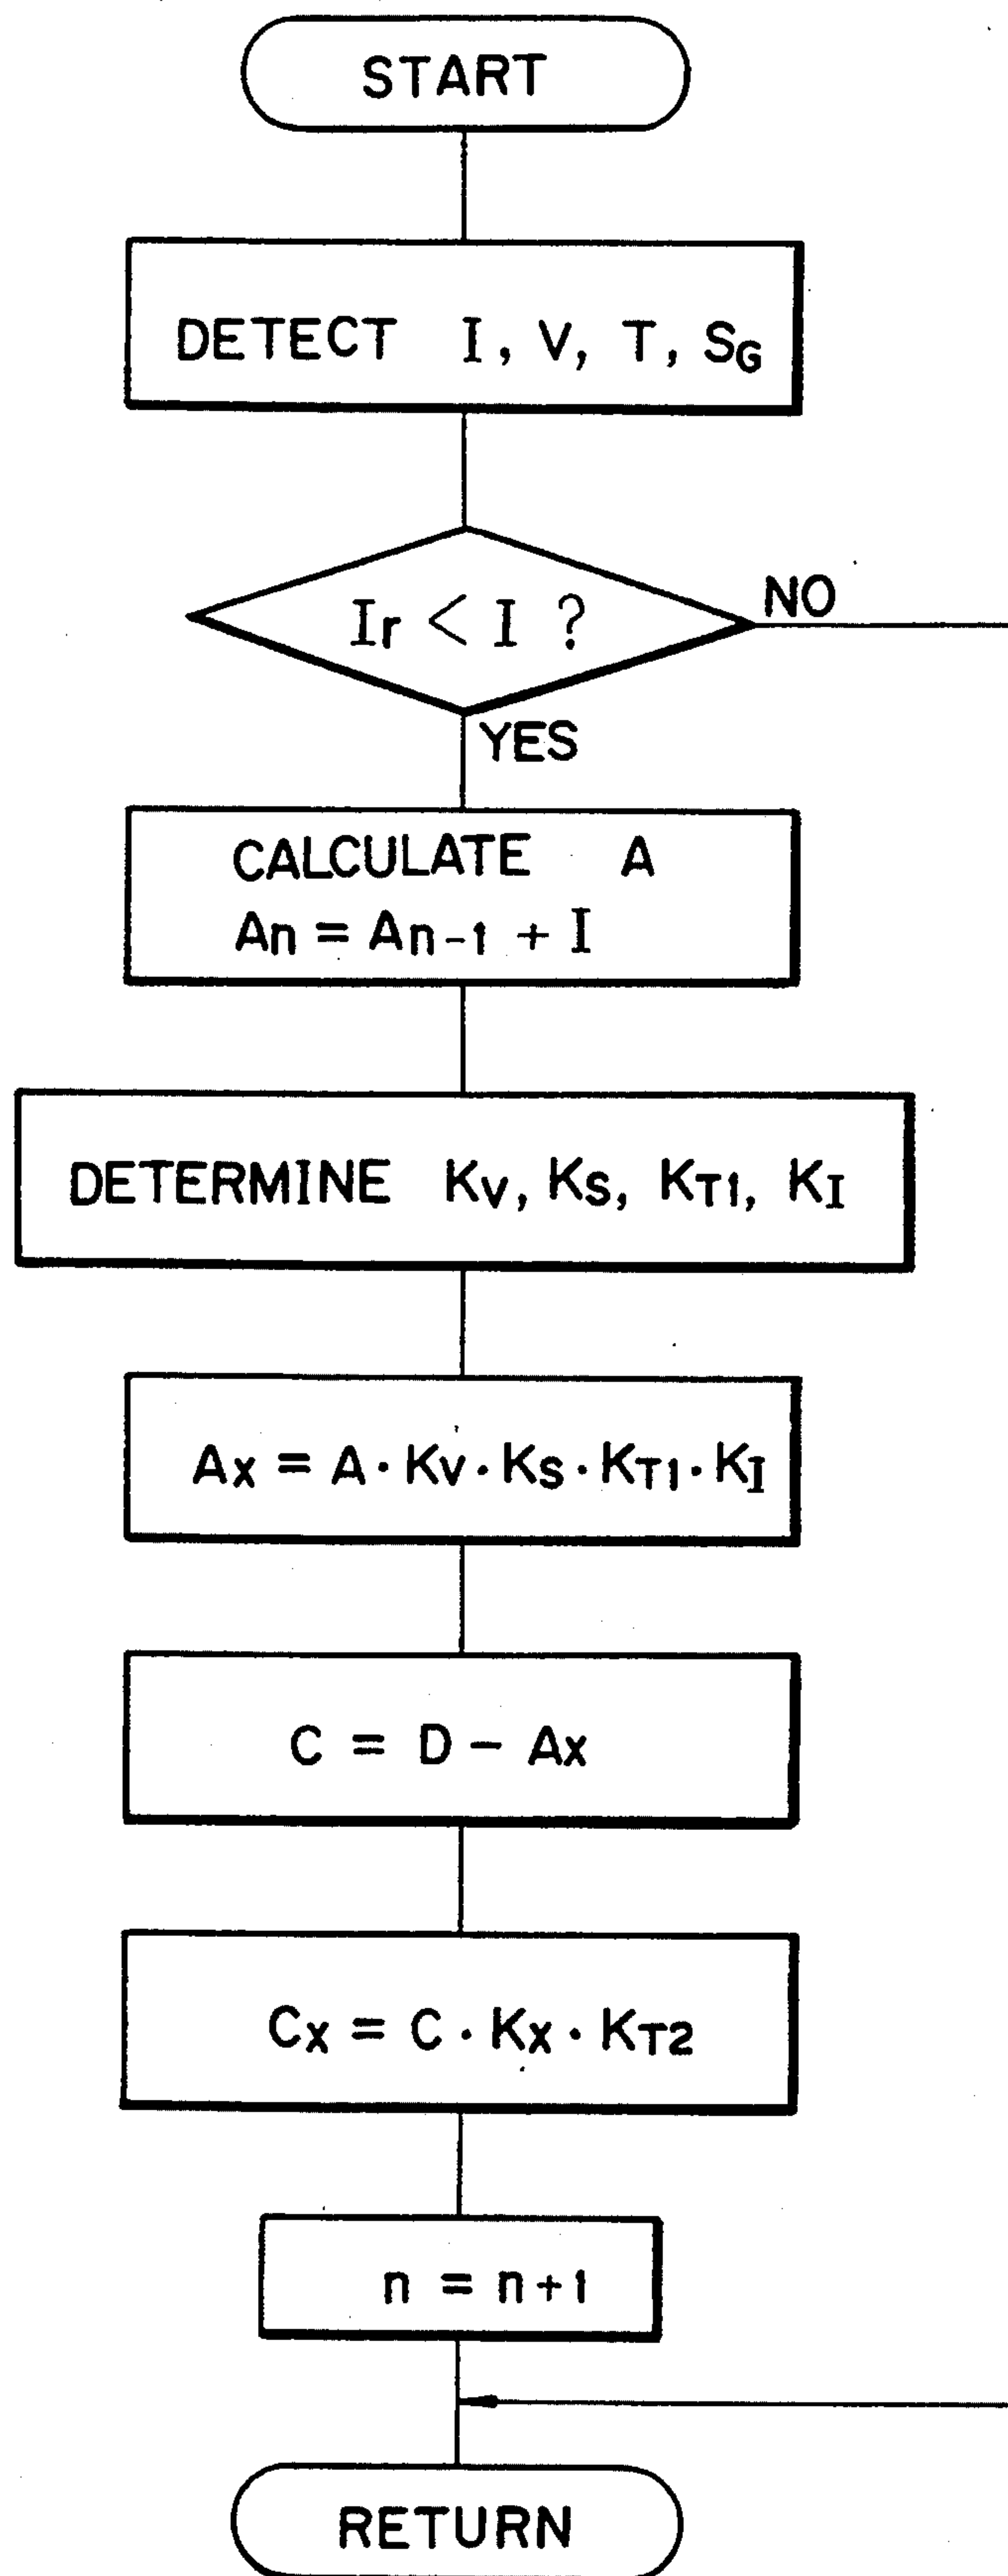 START
DETECT I, V, T, SG
Ir < I ?
NO
YES
CALCULATE A
An = An-1 + I
DETERMINE KV, KS, KT1, KI
AX = A · KV · KS · KT1 · KI
C = D - AX
CX = C · KX · KT2
n = n+1
RETURN